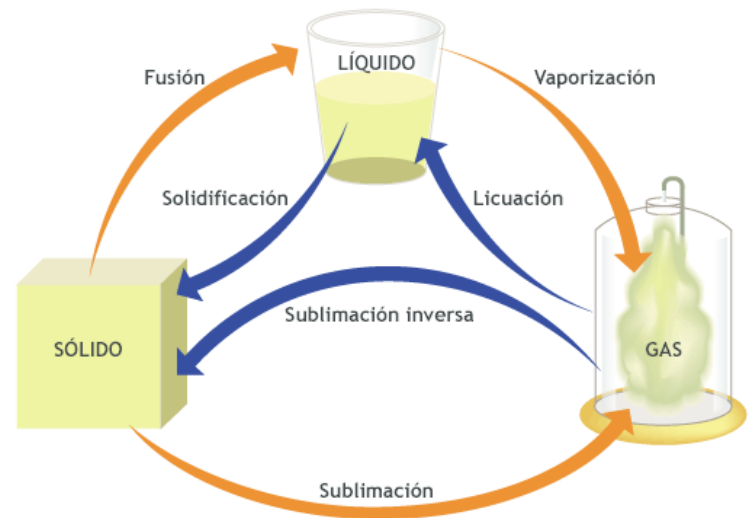 LÍQUIDO
Fusión
Vaporización
Solidificación
Licuación
Sublimación inversa
SÓLIDO
GAS
Sublimación